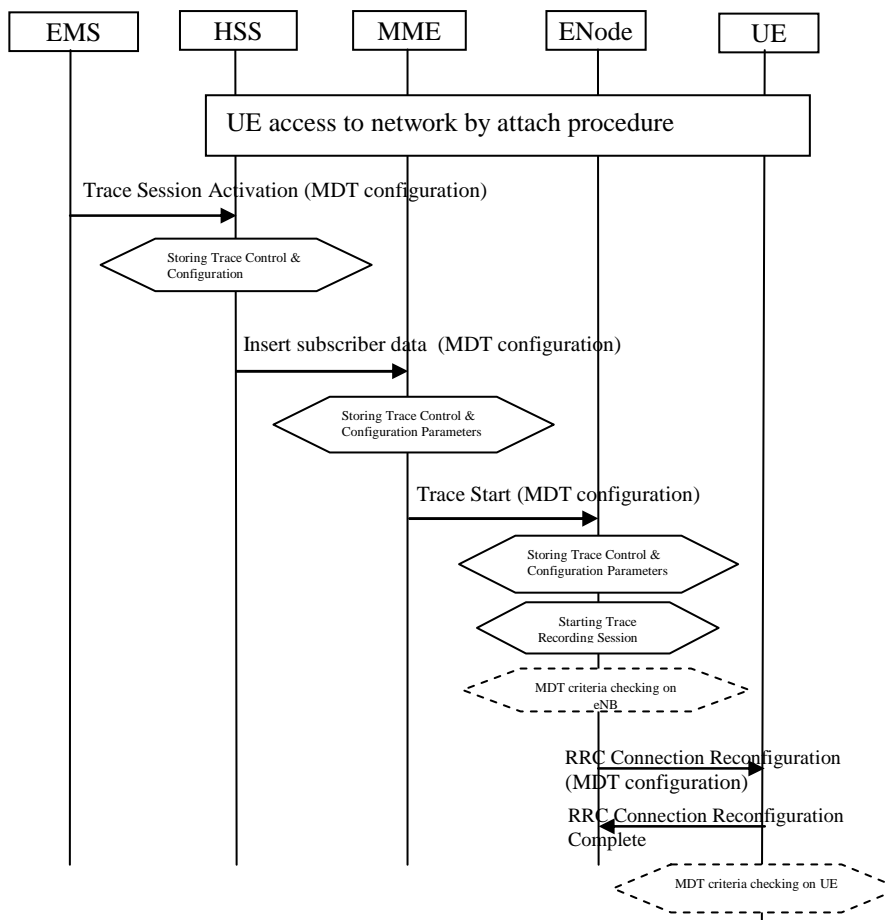 EMS
HSS
MME
ENode
UE
UE access to network by attach procedure
Trace Session Activation (MDT configuration)
Storing Trace Control &
Configuration
Insert subscriber data (MDT configuration)
Storing Trace Control &
Configuration Parameters
Trace Start (MDT configuration)
Storing Trace Control &
Configuration Parameters
Starting Trace
Recording Session
MDT criteria checking on
eNB
RRC Connection Reconfiguration
(MDT configuration)
RRC Connection Reconfiguration
Complete
MDT criteria checking on UE